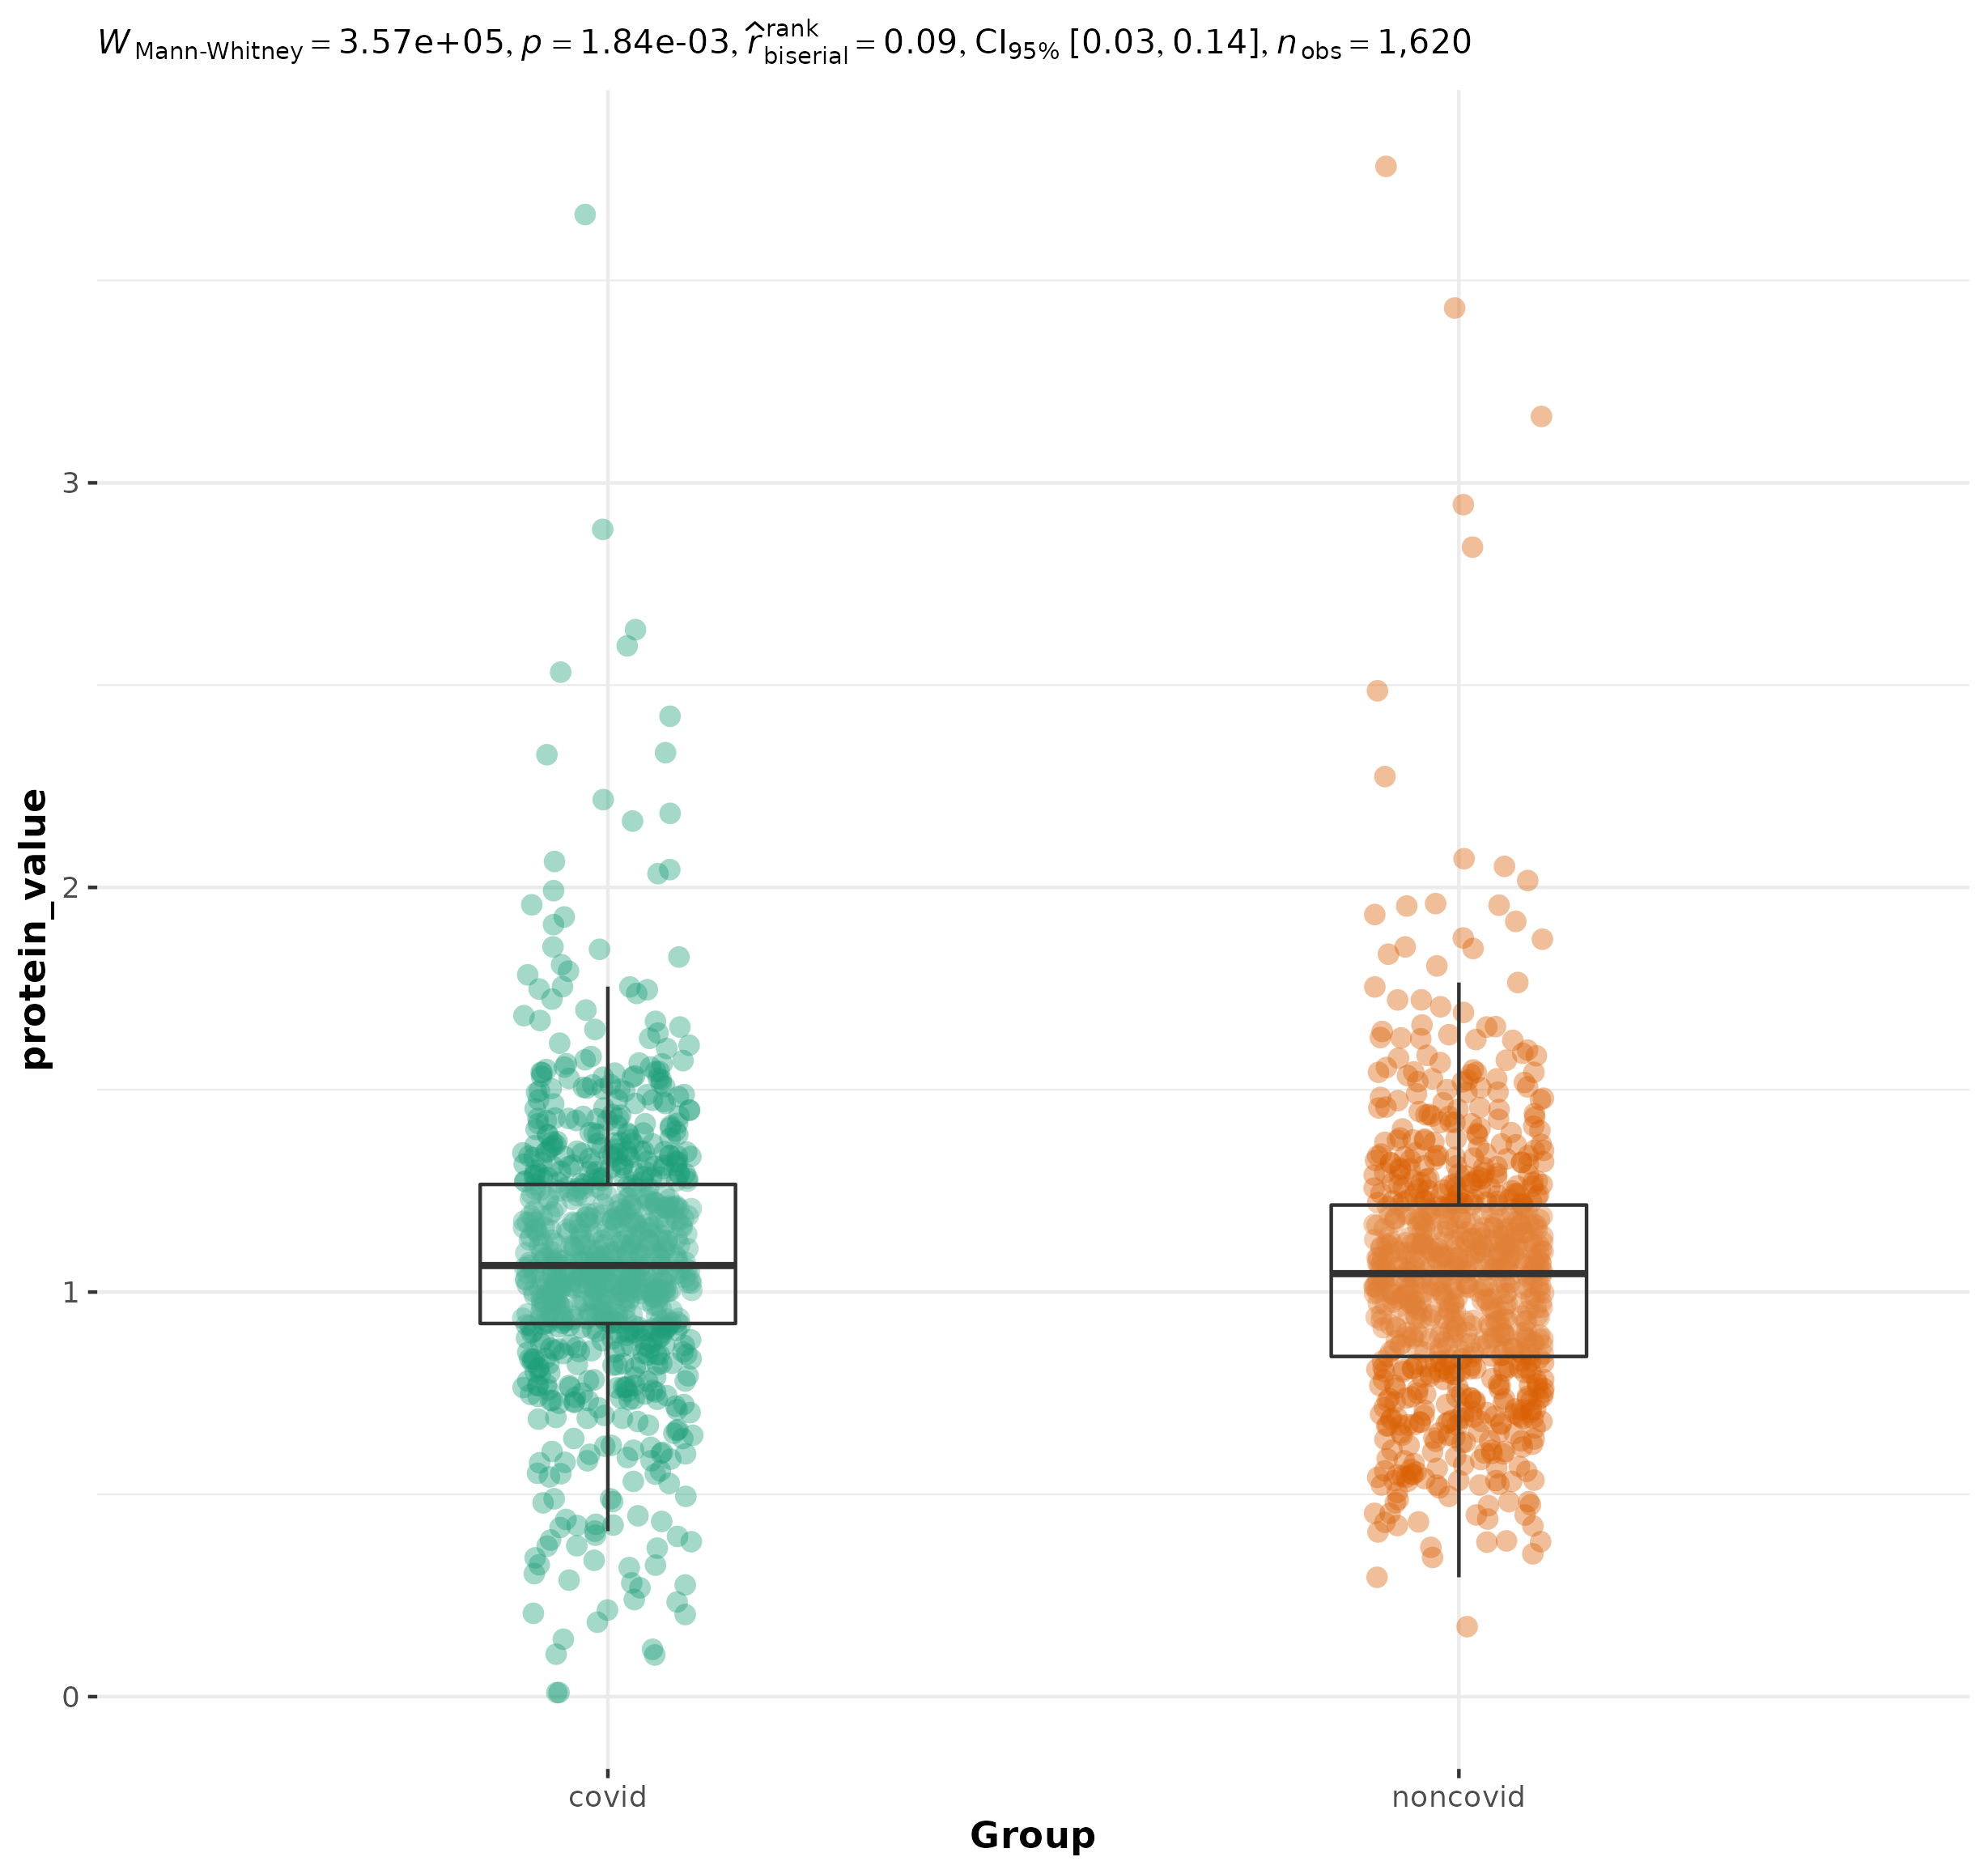 W Mann-Whitney = 3.57e+05, p = 1.84e-03, r̂ rank biserial = 0.09, CI95% [0.03, 0.14], nobs = 1,620
protein_value
3
2
1
0
covid noncovid
Group